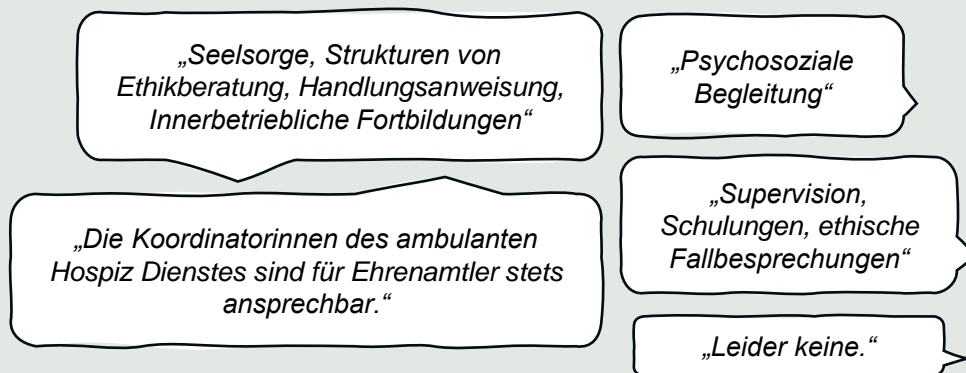 „Seelsorge, Strukturen von
Ethikberatung, Handlungsanweisung,
Innerbetriebliche Fortbildungen“
„Die Koordinatorinnen des ambulanten
Hospiz Dienstes sind für Ehrenamtler stets
ansprechbar.“
„Psychosoziale
Begleitung“
„Supervision,
Schulungen, ethische
Fallbesprechungen“
„Leider keine.“